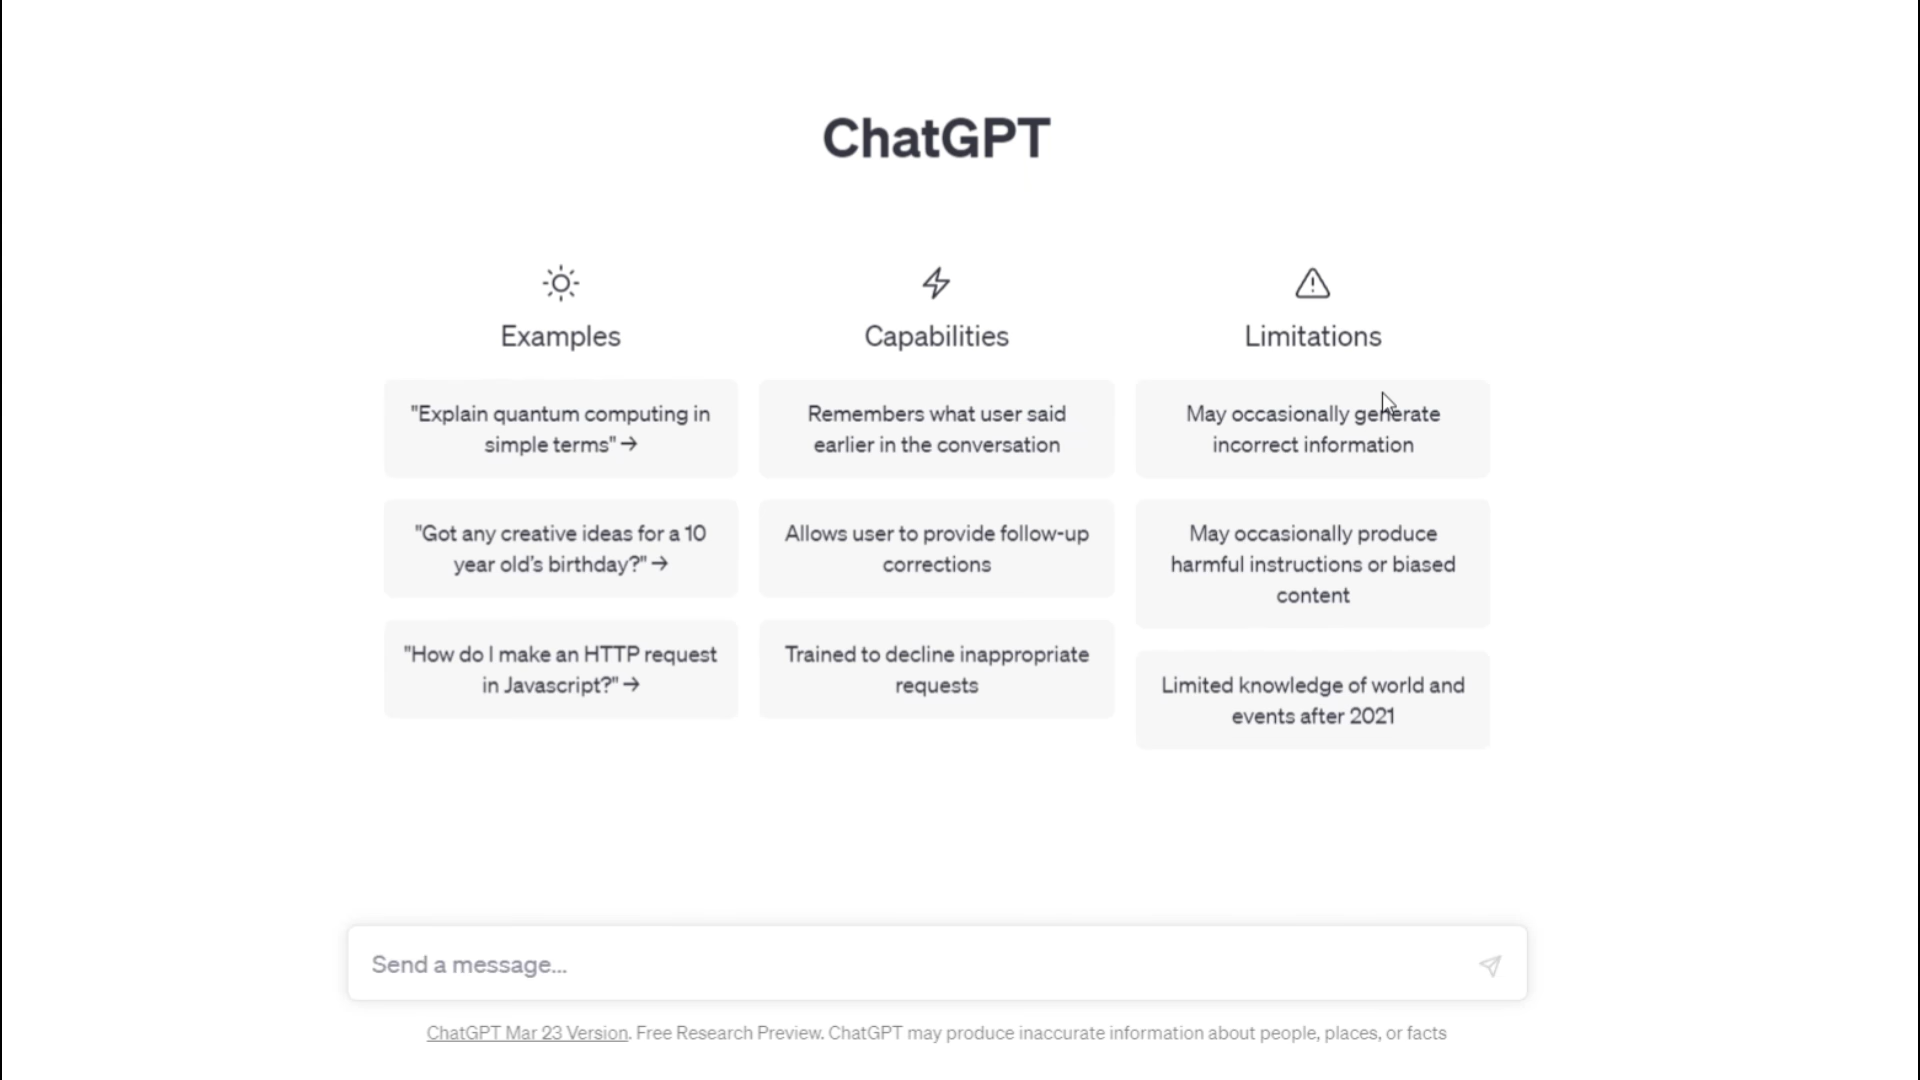 ChatGPT
Examples
"Explain quantum computing in
simple terms" →
"Got any creative ideas for a 10
year old's birthday?" →
"How do I make an HTTP request
in Javascript?" →
Capabilities
Remembers what user said
earlier in the conversation
Allows user to provide follow-up
corrections
Trained to decline inappropriate
requests
Limitations
May occasionally generate
incorrect information
May occasionally produce
harmful instructions or biased
content
Limited knowledge of world and
events after 2021
Send a message...
ChatGPT Mar 23 Version. Free Research Preview. ChatGPT may produce inaccurate information about people, places, or facts